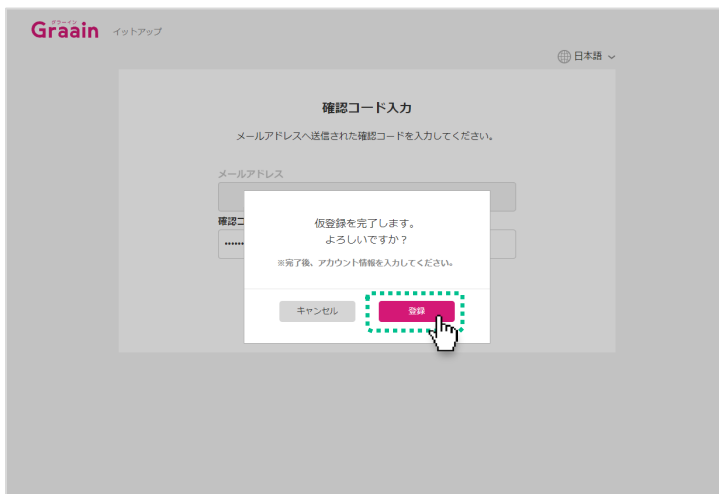 グラーイン
Graain イットアップ
日本語
確認コード入力
メールアドレスへ送信された確認コードを入力してください。
メールアドレス
確認コ
仮登録を完了します。
よろしいですか？
※完了後、アカウント情報を入力してください。
キャンセル 登録